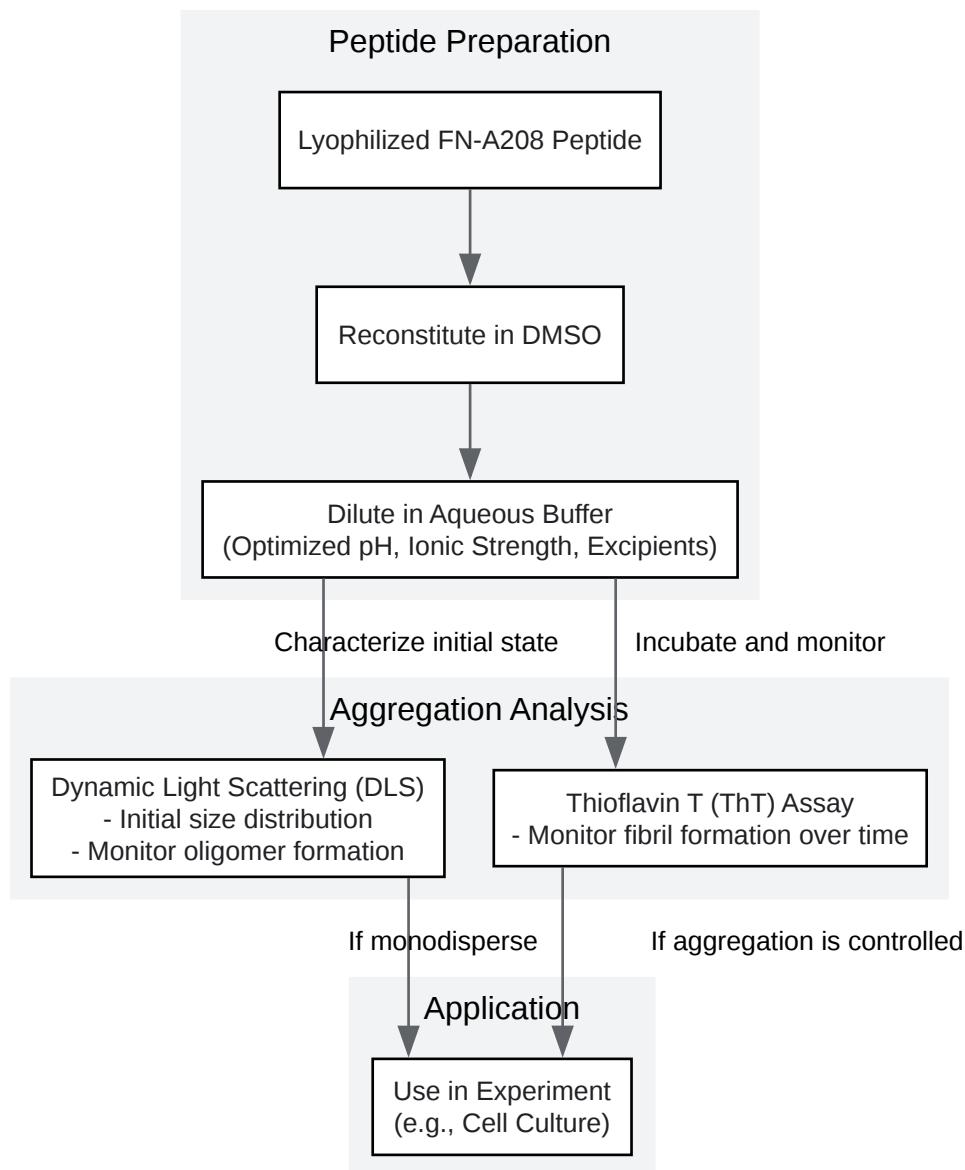 Peptide Preparation
Lyophilized FN-A208 Peptide
Reconstitute in DMSO
Dilute in Aqueous Buffer
(Optimized pH, Ionic Strength, Excipients)
Characterize initial state
Incubate and monitor
Aggregation Analysis
Dynamic Light Scattering (DLS)
- Initial size distribution
- Monitor oligomer formation
Thioflavin T (ThT) Assay
- Monitor fibril formation over time
If monodisperse
If aggregation is controlled
Application
Use in Experiment
(e.g., Cell Culture)